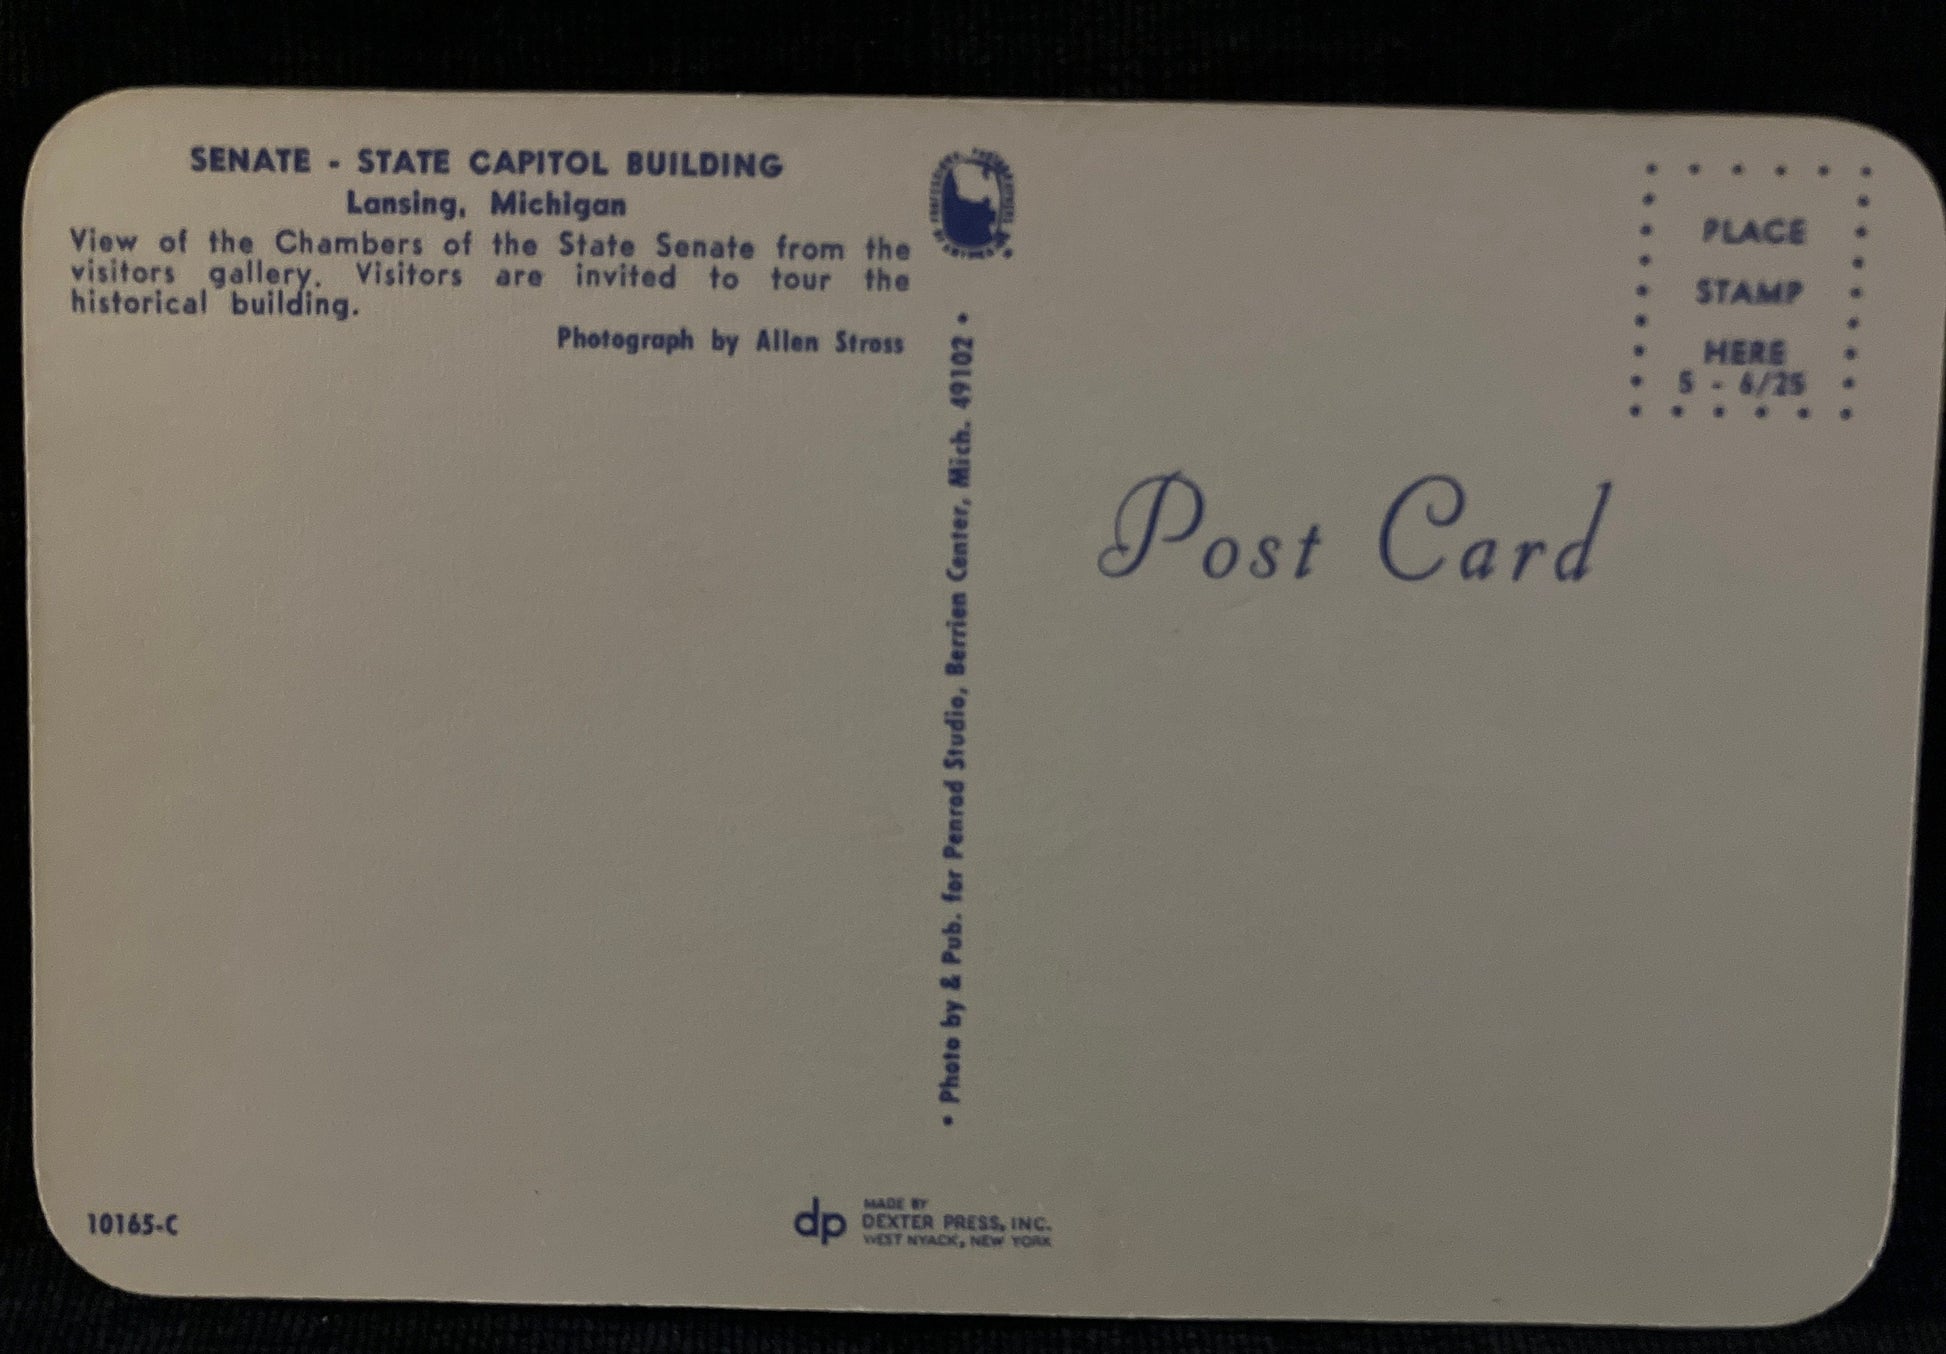 SENATE - STATE CAPITOL BUILDING
Lansing, Michigan
View of the Chambers of the State Senate from the
visitors gallery. Visitors are invited to tour the
historical building.
Photograph by Allen Stross
• Photo by & Pub. for Penrod Studio, Berrien Center, Mich. 49102 •
PLACE
STAMP
HERE
S - 4/25
Post Card
10165-C
dp
MADE BY
DEXTER PRESS, INC.
WEST NYACK, NEW YORK